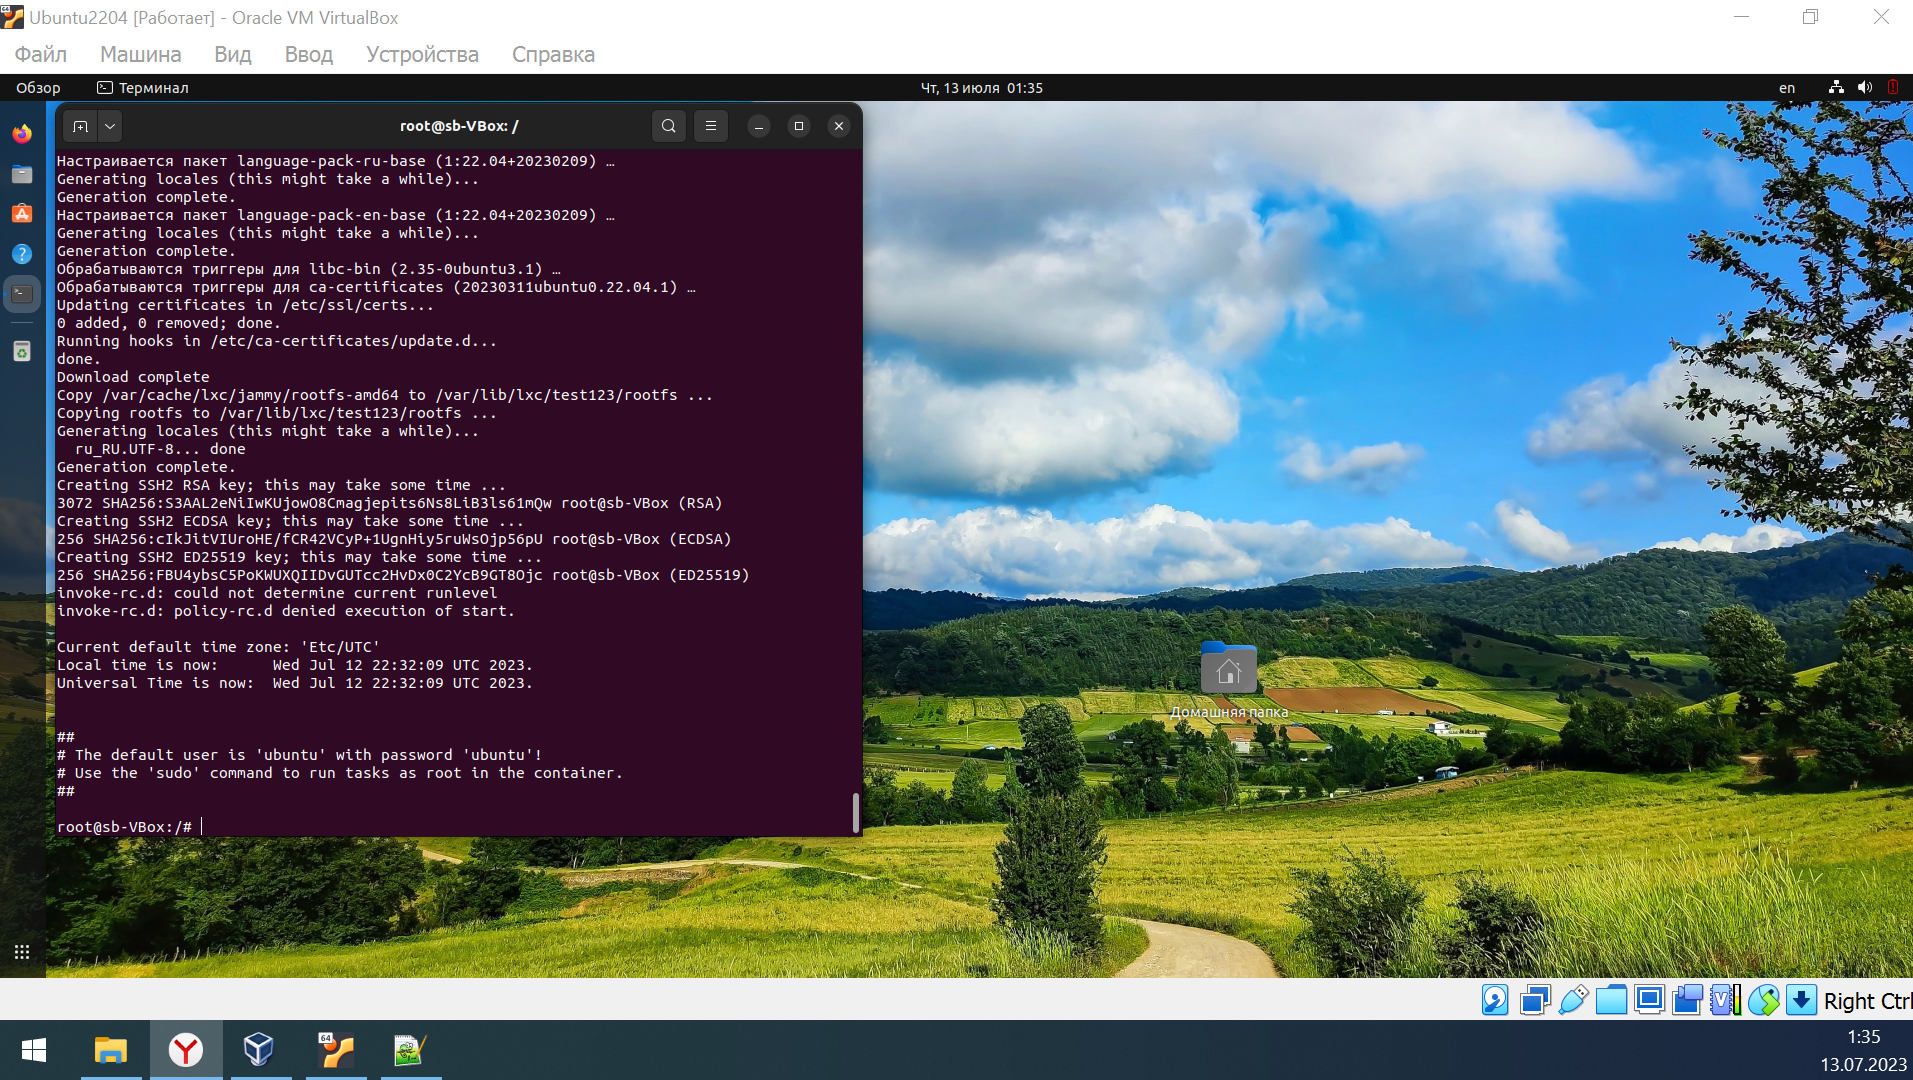 Ubuntu2204 [Работает] - Oracle VM VirtualBox
Файл Машина Вид Ввод Устройства Справка
Обзор Терминал Чт, 13 июля 01:35 en
root@sb-VBox: /
Настраивается пакет language-pack-ru-base (1:22.04+20230209) …
Generating locales (this might take a while)...
Generation complete.
Настраивается пакет language-pack-en-base (1:22.04+20230209) …
Generating locales (this might take a while)...
Generation complete.
Обрабатываются триггеры для libc-bin (2.35-0ubuntu3.1) …
Обрабатываются триггеры для ca-certificates (20230311ubuntu0.22.04.1) …
Updating certificates in /etc/ssl/certs...
0 added, 0 removed; done.
Running hooks in /etc/ca-certificates/update.d...
done.
Download complete
Copy /var/cache/lxc/jammy/rootfs-amd64 to /var/lib/lxc/test123/rootfs ...
Copying rootfs to /var/lib/lxc/test123/rootfs ...
Generating locales (this might take a while)...
  ru_RU.UTF-8... done
Generation complete.
Creating SSH2 RSA key; this may take some time ...
3072 SHA256:S3AAL2eNiIwKUjowO8Cmagjepits6Ns8LiB3ls61mQw root@sb-VBox (RSA)
Creating SSH2 ECDSA key; this may take some time ...
256 SHA256:cIkJitVIUroHE/fCR42VCyP+1UgnHiy5ruWsOjp56pU root@sb-VBox (ECDSA)
Creating SSH2 ED25519 key; this may take some time ...
256 SHA256:FBU4ybsC5PoKWUXQIIDvGUTcc2HvDx0C2YcB9GT8Ojc root@sb-VBox (ED25519)
invoke-rc.d: could not determine current runlevel
invoke-rc.d: policy-rc.d denied execution of start.
Current default time zone: 'Etc/UTC'
Local time is now:      Wed Jul 12 22:32:09 UTC 2023.
Universal Time is now:  Wed Jul 12 22:32:09 UTC 2023.
##
# The default user is 'ubuntu' with password 'ubuntu'!
# Use the 'sudo' command to run tasks as root in the container.
##
root@sb-VBox:/#
Домашняя папка
Right Ctrl
64
1:35
13.07.2023